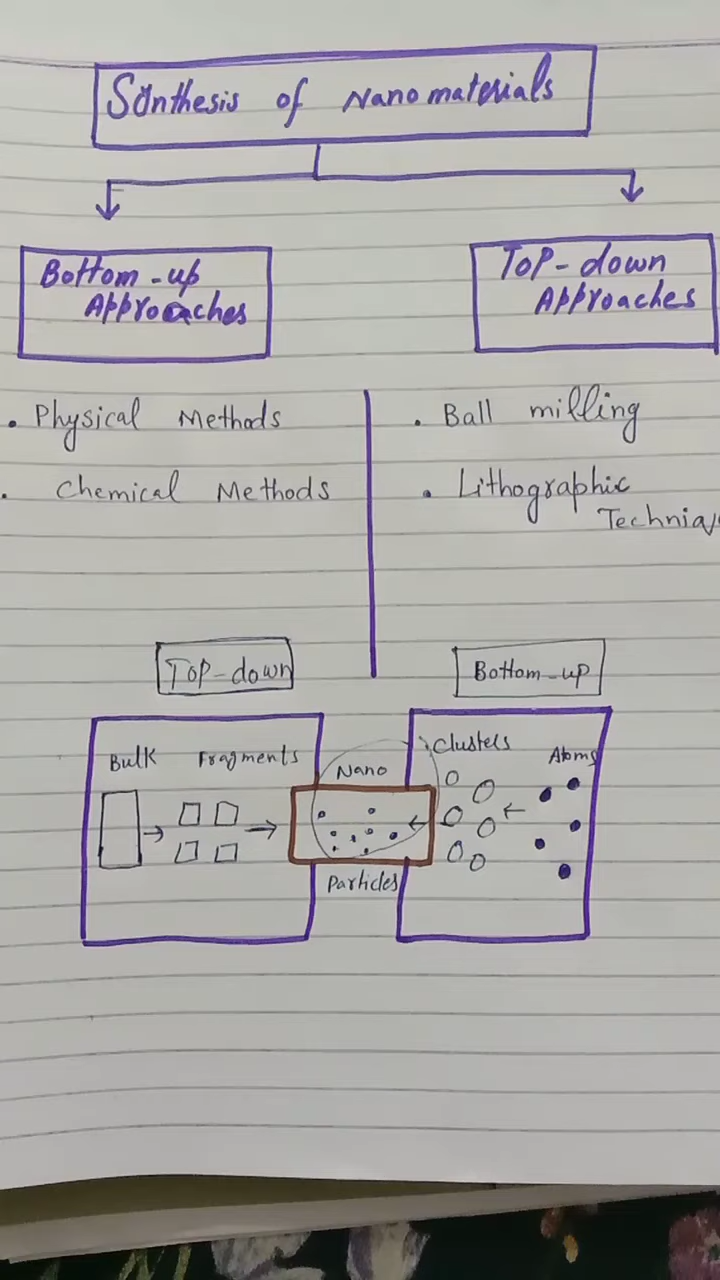 Synthesis of Nanomaterials
Bottom-up
Approaches
Top-down
Approaches
. Physical Methods
. Chemical Methods
. Ball milling
. Lithographic
Top-down
Bottom-up
Bulk Fragments
Nano
Particles
Clusters
Atoms